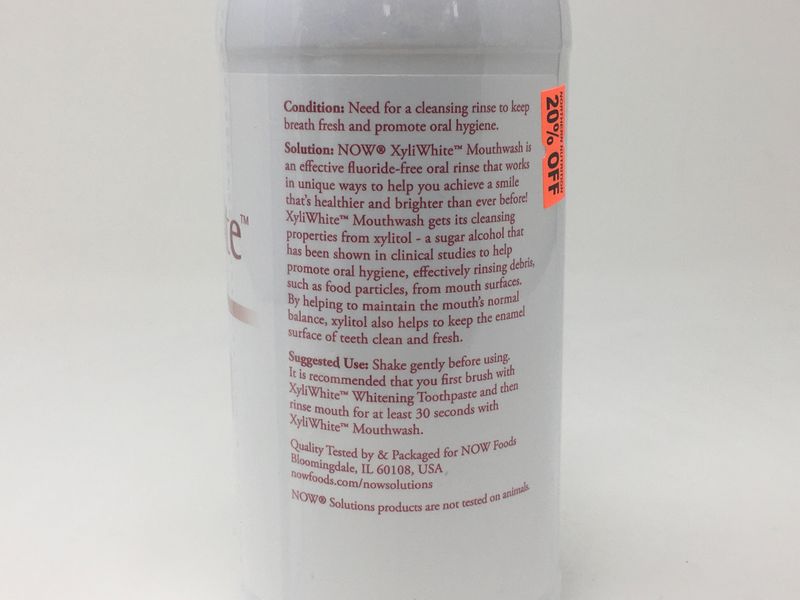 Condition: Need for a cleansing rinse to keep
breath fresh and promote oral hygiene.
Solution: NOW® XyliWhite™ Mouthwash is
an effective fluoride-free oral rinse that works
in unique ways to help you achieve a smile
that's healthier and brighter than ever before!
XyliWhite™ Mouthwash gets its cleansing
properties from xylitol - a sugar alcohol that
has been shown in clinical studies to help
promote oral hygiene, effectively rinsing debris,
such as food particles, from mouth surfaces.
By helping to maintain the mouth's normal
balance, xylitol also helps to keep the enamel
surface of teeth clean and fresh.
Suggested Use: Shake gently before using.
It is recommended that you first brush with
XyliWhite™ Whitening Toothpaste and then
rinse mouth for at least 30 seconds with
XyliWhite™ Mouthwash.
Quality Tested by & Packaged for NOW Foods
Bloomingdale, IL 60108, USA
nowfoods.com/nowsolutions
NOW® Solutions products are not tested on animals.
te™
NORTHERN NUTRITION
20% OFF